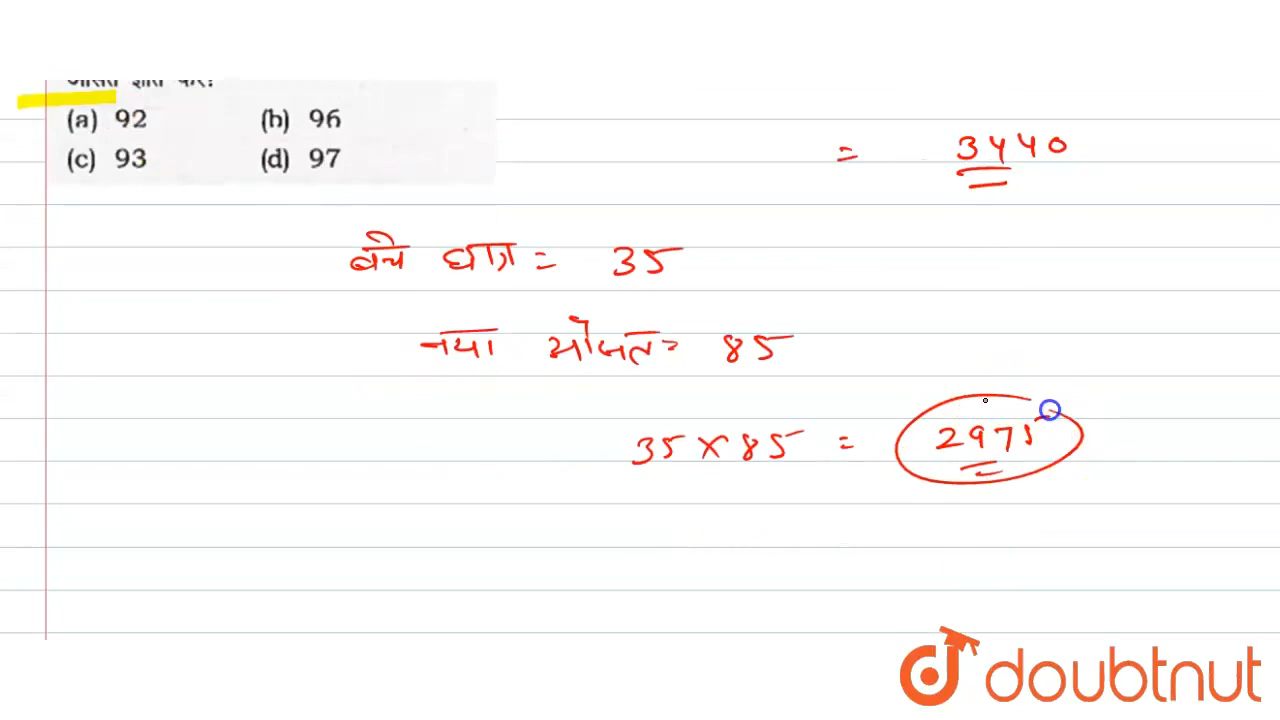 (a) 92 (b) 96
(c) 93 (d) 97
= 3440
बचे छात्र = 35
नया औसत = 85
35 × 85 = 2975
doubtnut